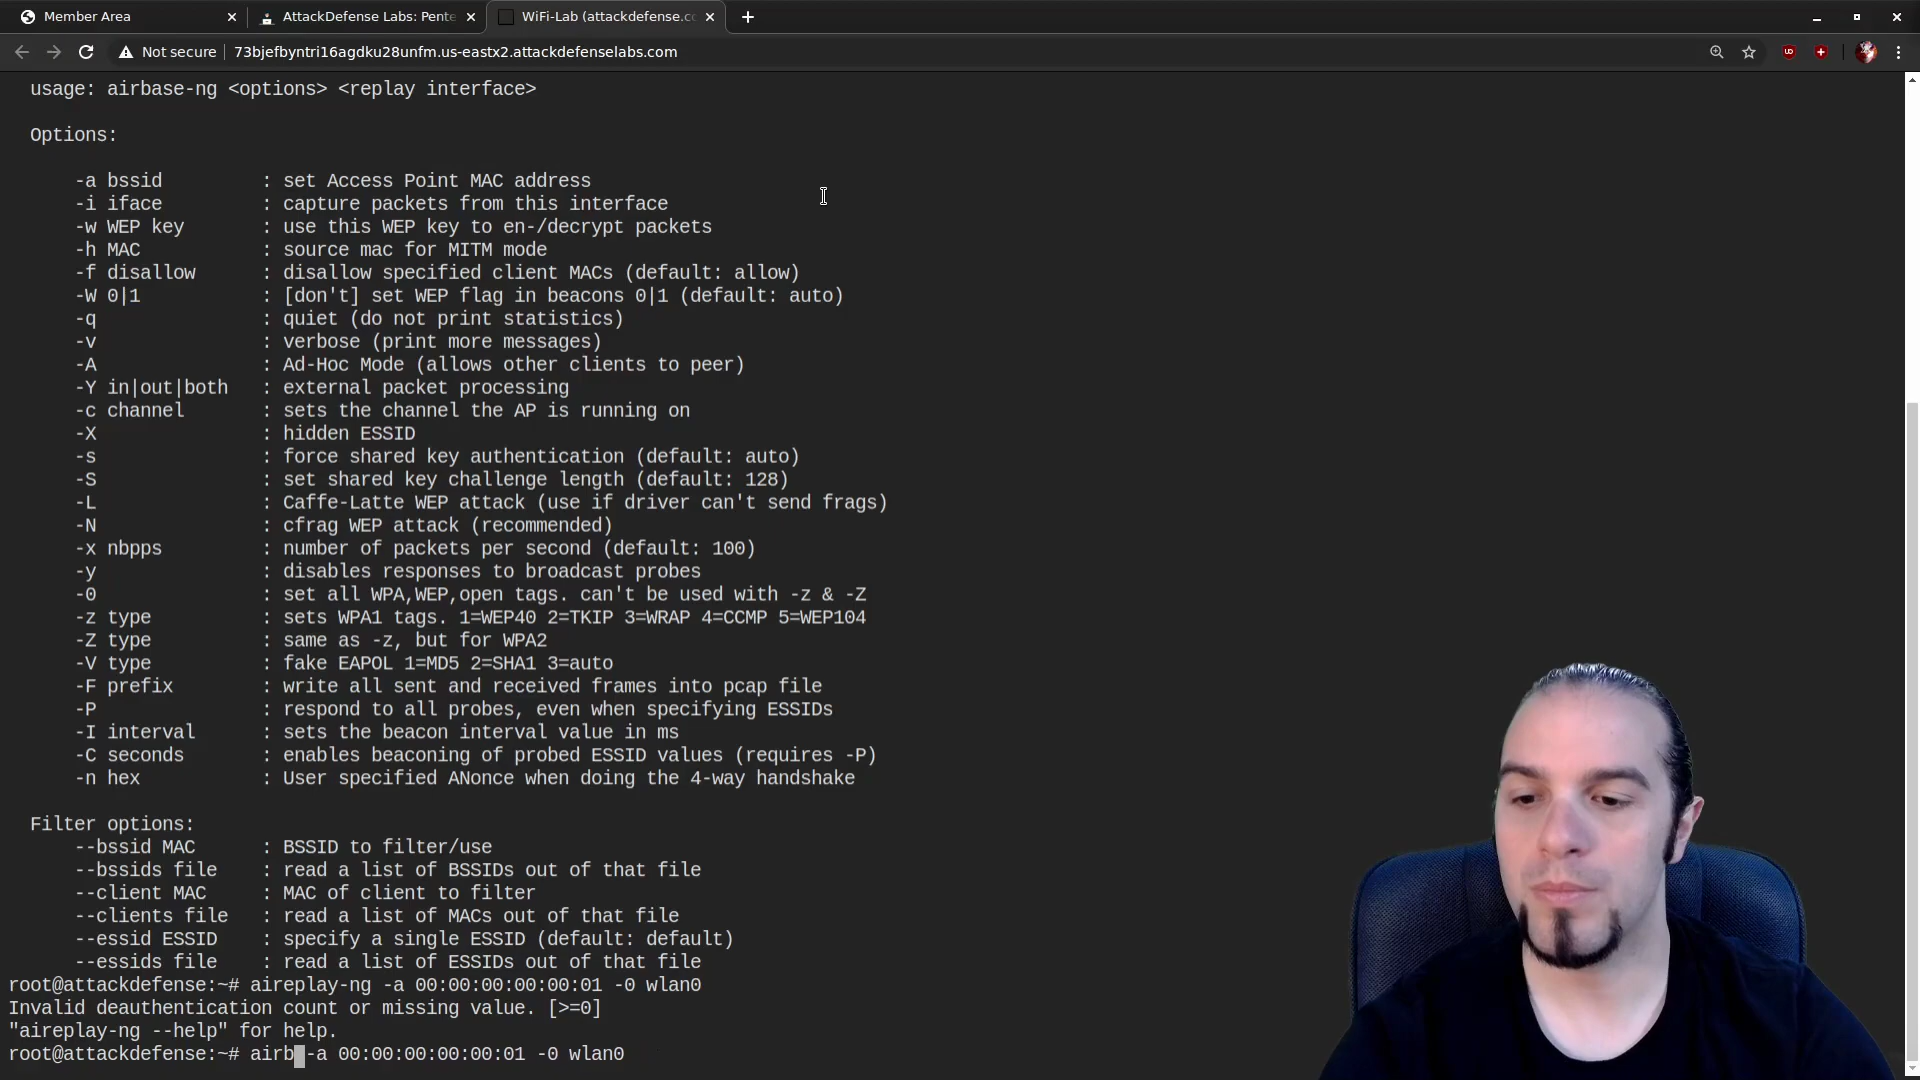 Member Area
AttackDefense Labs: Pente
WiFi-Lab (attackdefense.co
Not secure
73bjefbyntri16agdku28unfm.us-eastx2.attackdefenselabs.com
usage: airbase-ng <options> <replay interface>
Options:
-a bssid : set Access Point MAC address
-i iface : capture packets from this interface
-w WEP key : use this WEP key to en-/decrypt packets
-h MAC : source mac for MITM mode
-f disallow : disallow specified client MACs (default: allow)
-W 0|1 : [don't] set WEP flag in beacons 0|1 (default: auto)
-q : quiet (do not print statistics)
-v : verbose (print more messages)
-A : Ad-Hoc Mode (allows other clients to peer)
-Y in|out|both : external packet processing
-c channel : sets the channel the AP is running on
-X : hidden ESSID
-s : force shared key authentication (default: auto)
-S : set shared key challenge length (default: 128)
-L : Caffe-Latte WEP attack (use if driver can't send frags)
-N : cfrag WEP attack (recommended)
-x nbpps : number of packets per second (default: 100)
-y : disables responses to broadcast probes
-0 : set all WPA,WEP,open tags. can't be used with -z & -Z
-z type : sets WPA1 tags. 1=WEP40 2=TKIP 3=WRAP 4=CCMP 5=WEP104
-Z type : same as -z, but for WPA2
-V type : fake EAPOL 1=MD5 2=SHA1 3=auto
-F prefix : write all sent and received frames into pcap file
-P : respond to all probes, even when specifying ESSIDs
-I interval : sets the beacon interval value in ms
-C seconds : enables beaconing of probed ESSID values (requires -P)
-n hex : User specified ANonce when doing the 4-way handshake
Filter options:
--bssid MAC : BSSID to filter/use
--bssids file : read a list of BSSIDs out of that file
--client MAC : MAC of client to filter
--clients file : read a list of MACs out of that file
--essid ESSID : specify a single ESSID (default: default)
--essids file : read a list of ESSIDs out of that file
root@attackdefense:~# aireplay-ng -a 00:00:00:00:00:01 -0 wlan0
Invalid deauthentication count or missing value. [>=0]
"aireplay-ng --help" for help.
root@attackdefense:~# airb -a 00:00:00:00:00:01 -0 wlan0